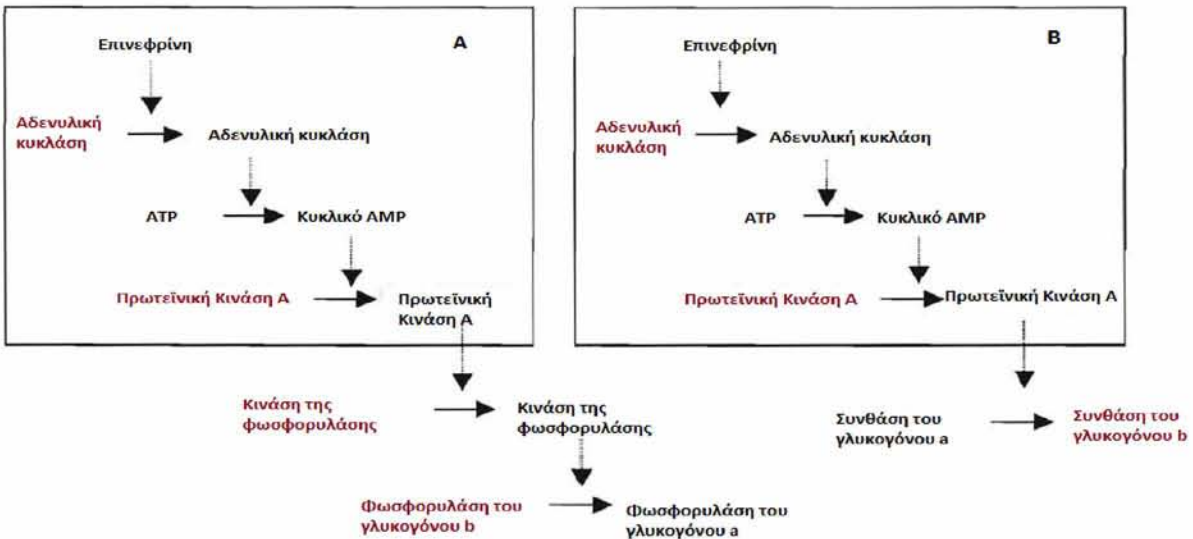 Επινεφρίνη
A
Αδενυλική
κυκλάση
Αδενυλική κυκλάση
ATP
Κυκλικό AMP
Πρωτεϊνική Κινάση A
Πρωτεϊνική
Κινάση A
Κινάση της
φωσφορυλάσης
Κινάση της
φωσφορυλάσης
Φωσφορυλάση του
γλυκογόνου b
Φωσφορυλάση του
γλυκογόνου a
Επινεφρίνη
B
Αδενυλική
κυκλάση
Αδενυλική κυκλάση
ATP
Κυκλικό AMP
Πρωτεϊνική Κινάση A
Πρωτεϊνική Κινάση A
Συνθάση του
γλυκογόνου a
Συνθάση του
γλυκογόνου b